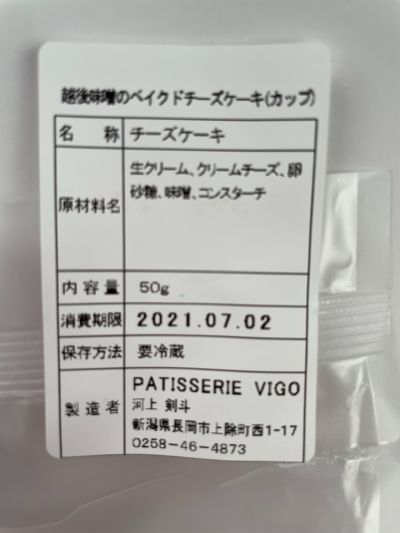 越後味噌のベイクドチーズケーキ(カップ)
名 称 チーズケーキ
原材料名 生クリーム、クリームチーズ、卵
砂糖、味噌、コンスターチ
内容量 50g
消費期限 2021.07.02
保存方法 要冷蔵
製造者 PATISSERIE VIGO
河上 剣斗
新潟県長岡市上除町西1-17
0258-46-4873